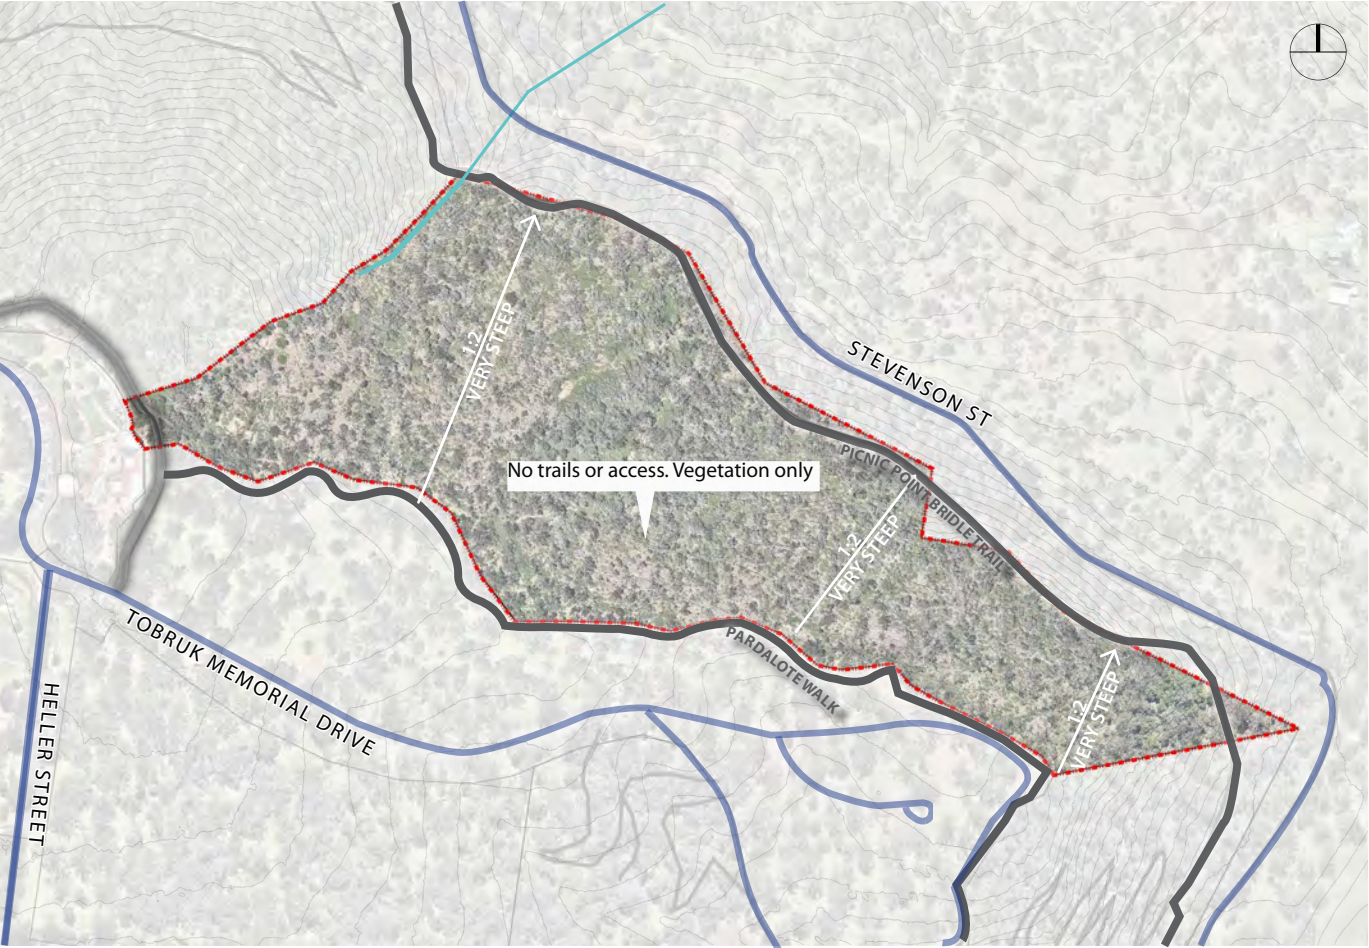 1:2
VERY STEEP
STEVENSON ST
No trails or access. Vegetation only
PICNIC POINT BRIDLE TRAIL
1:2
VERY STEEP
TOBRUK MEMORIAL DRIVE
PARDALOTE WALK
1:2
VERY STEEP
HELLER STREET